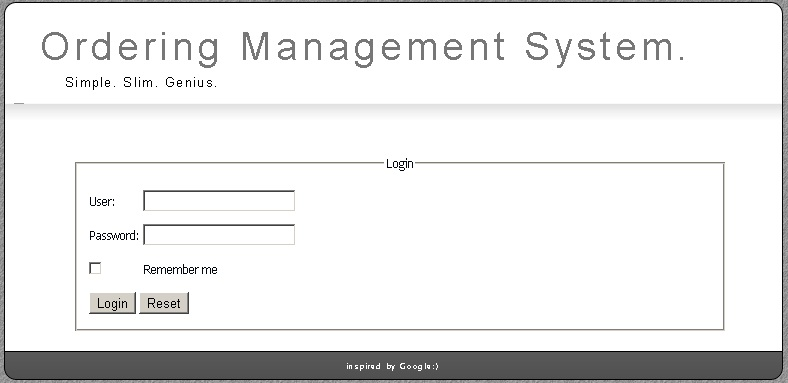 Ordering Management System.
Simple. Slim. Genius.
Login
User:
Password:
Remember me
Login Reset
inspired by Google:)